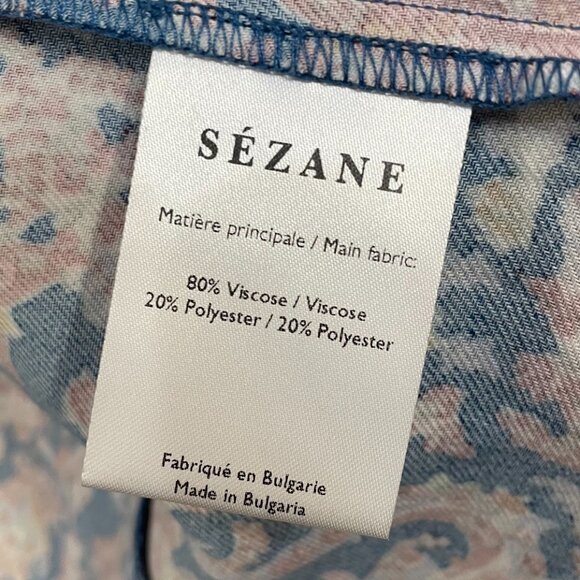 SÉZANE
Matière principale / Main fabric:
80% Viscose / Viscose
20% Polyester / 20% Polyester
Fabriqué en Bulgarie
Made in Bulgaria